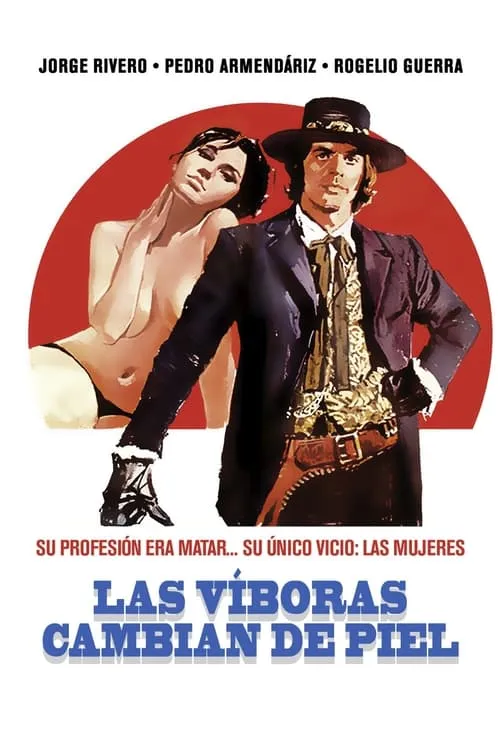 JORGE RIVERO • PEDRO ARMENDÁRIZ • ROGELIO GUERRA
SU PROFESIÓN ERA MATAR... SU ÚNICO VICIO: LAS MUJERES
LAS VÍBORAS
CAMBIAN DE PIEL